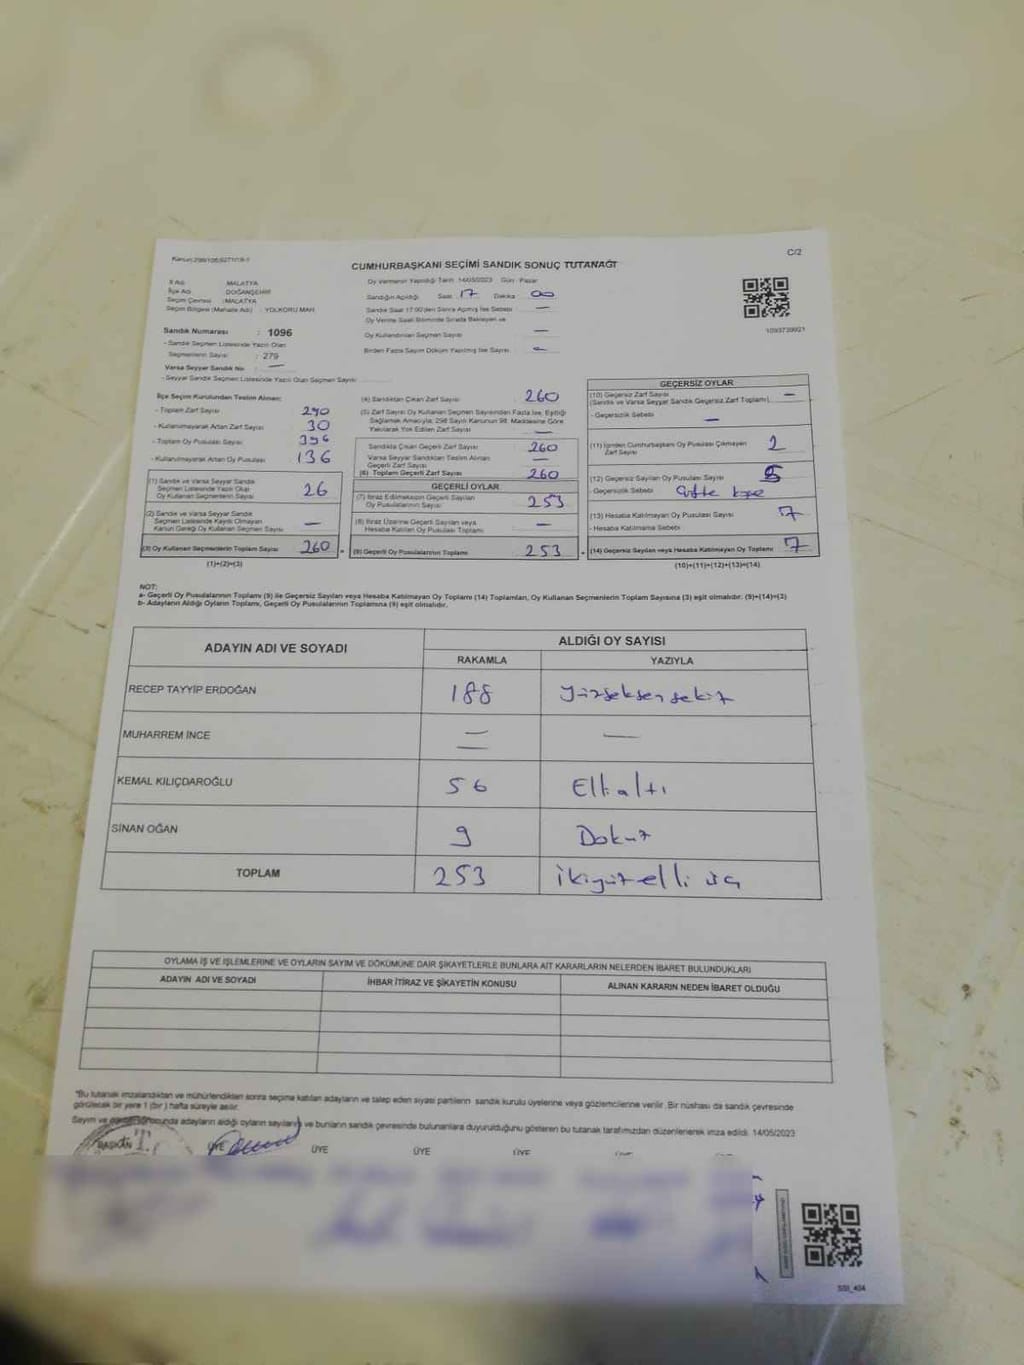 C/2
CUMHURBAŞKANI SEÇİMİ SANDIK SONUÇ TUTANAĞI
İl Adı : MALATYA
İlçe Adı : DOĞANŞEHİR
Seçim Çevresi : MALATYA
Seçim Bölgesi (Mahalle Adı) : YOLKORU MAH
Sandık Numarası : 1096
- Sandık Seçmen Listesinde Yazılı Olan
Seçmenlerin Sayısı : 279
Varsa Seyyar Sandık No : —
- Seyyar Sandık Seçmen Listesinde Yazılı Olan Seçmen Sayısı
Oy Vermenin Yapıldığı Tarih 14/05/2023 Gün : Pazar
Sandığın Açıldığı Saat 17 Dakika 00
Sandık Saat 17:00'den Sonra Açılmış İse Sebebi —
Oy Verme Saati Bitiminde Sırada Bekleyen ve
Oy Kullandırılan Seçmen Sayısı —
Birden Fazla Sayım Döküm Yapılmış İse Sayısı —
1093739921
İlçe Seçim Kurulundan Teslim Alınan:
- Toplam Zarf Sayısı 290
- Kullanılmayarak Artan Zarf Sayısı 30
- Toplam Oy Pusulası Sayısı 396
- Kullanılmayarak Artan Oy Pusulası 136
(1) Sandık ve Varsa Seyyar Sandık
Seçmen Listesinde Yazılı Olup
Oy Kullanan Seçmenlerin Sayısı 26
(2) Sandık ve Varsa Seyyar Sandık
Seçmen Listesinde Kayıtlı Olmayan
Kanun Gereği Oy Kullanan Seçmen Sayısı —
(3) Oy Kullanan Seçmenlerin Toplam Sayısı 260 =
(1)+(2)=(3)
(4) Sandıktan Çıkan Zarf Sayısı 260
(5) Zarf Sayısı Oy Kullanan Seçmen Sayısından Fazla İse, Eşitliği
Sağlamak Amacıyla; 298 Sayılı Kanunun 98. Maddesine Göre
Yakılarak Yok Edilen Zarf Sayısı —
Sandıkta Çıkan Geçerli Zarf Sayısı 260
Varsa Seyyar Sandıktan Teslim Alınan
Geçerli Zarf Sayısı —
(6) Toplam Geçerli Zarf Sayısı 260
GEÇERLİ OYLAR
(7) İtiraz Edilmeksizin Geçerli Sayılan
Oy Pusulası Sayısı 253
(8) İtiraz Üzerine Geçerli Sayılan veya
Hesaba Katılan Oy Pusulası Toplamı —
(9) Geçerli Oy Pusulalarının Toplamı 253 +
GEÇERSİZ OYLAR
(10) Geçersiz Zarf Sayısı
(Sandık ve Varsa Seyyar Sandık Geçersiz Zarf Toplamı) —
- Geçersizlik Sebebi —
(11) İçinden Cumhurbaşkanı Oy Pusulası Çıkmayan
Zarf Sayısı 2
(12) Geçersiz Sayılan Oy Pusulası Sayısı 5
- Geçersizlik Sebebi
(13) Hesaba Katılmayan Oy Pusulası Sayısı 7
- Hesaba Katılmama Sebebi
(14) Geçersiz Sayılan veya Hesaba Katılmayan Oy Toplamı 7
(10)+(11)+(12)+(13)=(14)
NOT:
a- Geçerli Oy Pusulalarının Toplamı (9) ile Geçersiz Sayılan veya Hesaba Katılmayan Oy Toplamı (14) Toplamları, Oy Kullanan Seçmenlerin Toplam Sayısına (3) eşit olmalıdır. (9)+(14)=(3)
b- Adayların Aldığı Oyların Toplamı, Geçerli Oy Pusulalarının Toplamına (9) eşit olmalıdır.
ADAYIN ADI VE SOYADI
ALDIĞI OY SAYISI
RAKAMLA YAZIYLA
RECEP TAYYİP ERDOĞAN 188 yüzseksensekiz
MUHARREM İNCE — —
KEMAL KILIÇDAROĞLU 56 Ellialtı
SİNAN OĞAN 9 Dokuz
TOPLAM 253 ikiyüzelliüç
OYLAMA İŞ VE İŞLEMLERİNE VE OYLARIN SAYIM VE DÖKÜMÜNE DAİR ŞİKAYETLERLE BUNLARA AİT KARARLARIN NELERDEN İBARET BULUNDUKLARI
ADAYIN ADI VE SOYADI İHBAR İTİRAZ VE ŞİKAYETİN KONUSU ALINAN KARARIN NEDEN İBARET OLDUĞU
*Bu tutanak imzalandıktan ve mühürlendikten sonra seçime katılan adayların ve talep eden siyasi partilerin sandık kurulu üyelerine veya gözlemcilerine verilir. Bir nüshası da sandık çevresinde
görülecek bir yere 1 (bir) hafta süreyle asılır.
Sayım ve döküm sonucunda adayların aldığı oyların sayılarını ve bunların sandık çevresinde bulunanlara duyurulduğunu gösteren bu tutanak tarafımızdan düzenlenerek imza edildi. 14/05/2023
BAŞKAN ÜYE ÜYE ÜYE ÜYE ÜYE